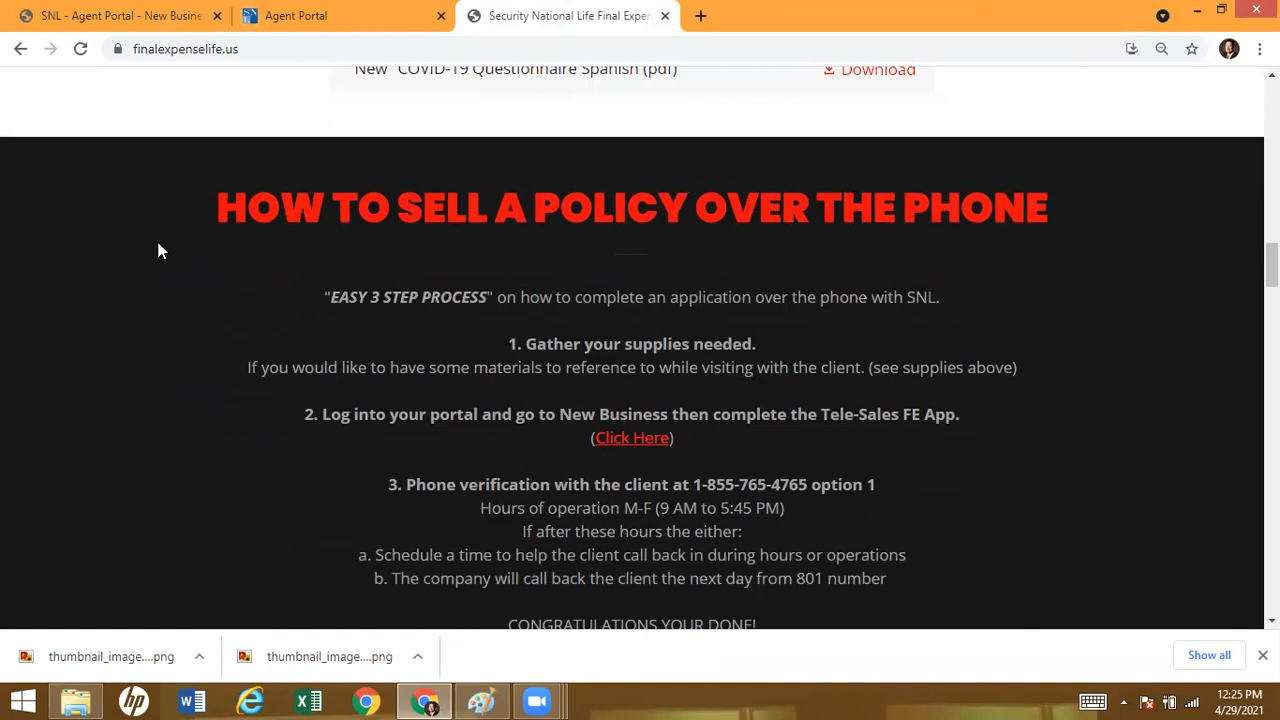 SNL - Agent Portal - New Busine
Agent Portal
Security National Life Final Exper
finalexpenselife.us
New "COVID-19 Questionnaire Spanish (pdf)
Download
HOW TO SELL A POLICY OVER THE PHONE
"EASY 3 STEP PROCESS" on how to complete an application over the phone with SNL.
1. Gather your supplies needed.
If you would like to have some materials to reference to while visiting with the client. (see supplies above)
2. Log into your portal and go to New Business then complete the Tele-Sales FE App.
(Click Here)
3. Phone verification with the client at 1-855-765-4765 option 1
Hours of operation M-F (9 AM to 5:45 PM)
If after these hours the either:
a. Schedule a time to help the client call back in during hours or operations
b. The company will call back the client the next day from 801 number
CONGRATULATIONS YOUR DONE!
thumbnail_image....png
thumbnail_image....png
Show all
12:25 PM
4/29/2021